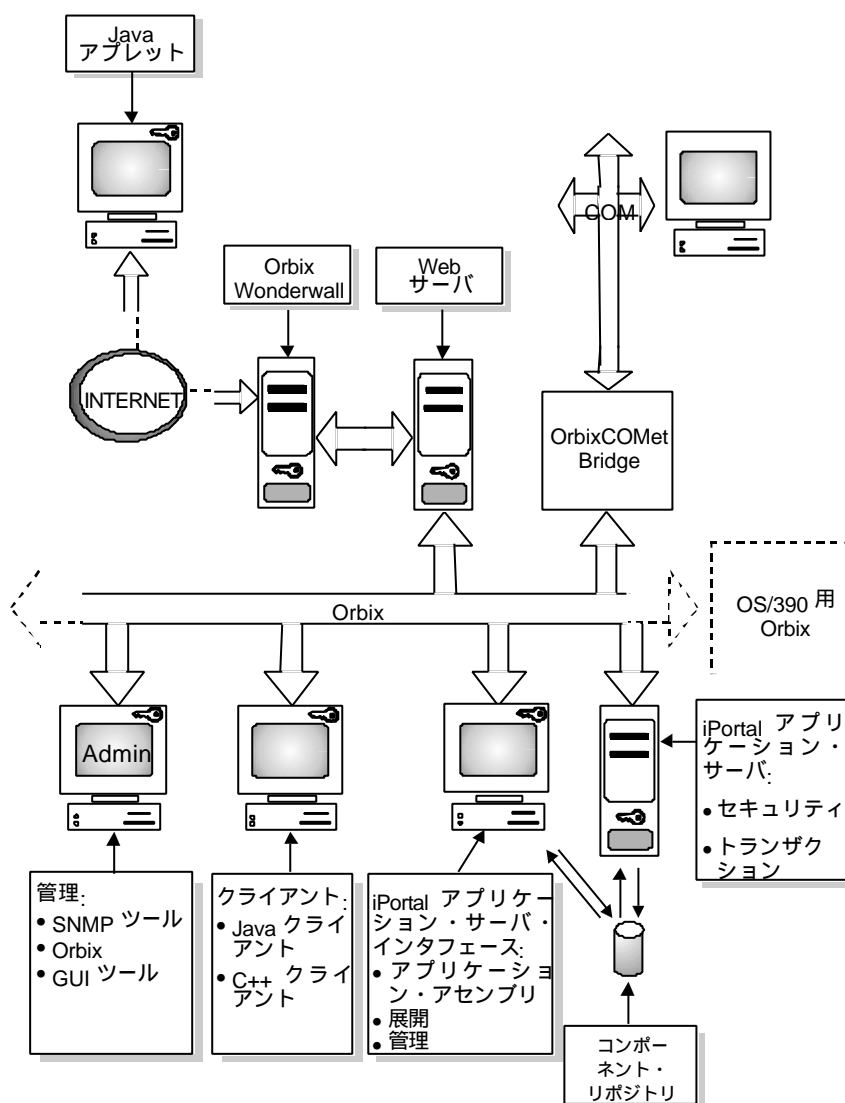 Java
アプレット
COM
Orbix
Wonderwall
Web
サーバ
INTERNET
OrbixCOMet
Bridge
Orbix
OS/390 用
Orbix
Admin
iPortal アプリ
ケーション・
サーバ:
• セキュリティ
• トランザク
ション
管理:
• SNMP ツール
• Orbix
• GUI ツール
クライアント:
• Java クライ
アント
• C++ クライ
アント
iPortal アプリケー
ション・サーバ・
インタフェース:
• アプリケーショ
ン・アセンブリ
• 展開
• 管理
コンポー
ネント・
リポジトリ